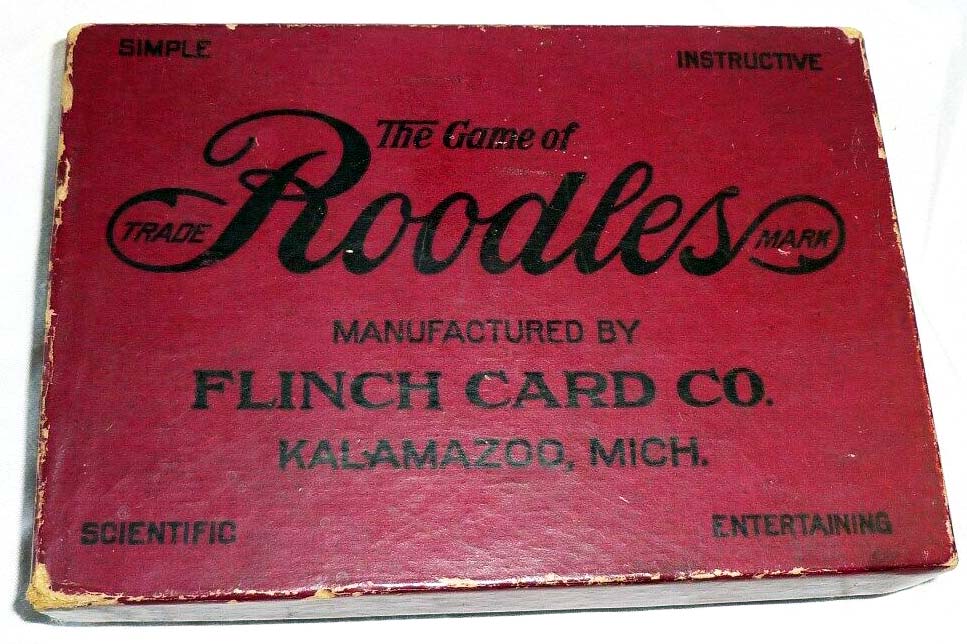 SIMPLE
INSTRUCTIVE
The Game of
Roodles
TRADE
MARK
MANUFACTURED BY
FLINCH CARD CO.
KALAMAZOO, MICH.
SCIENTIFIC
ENTERTAINING